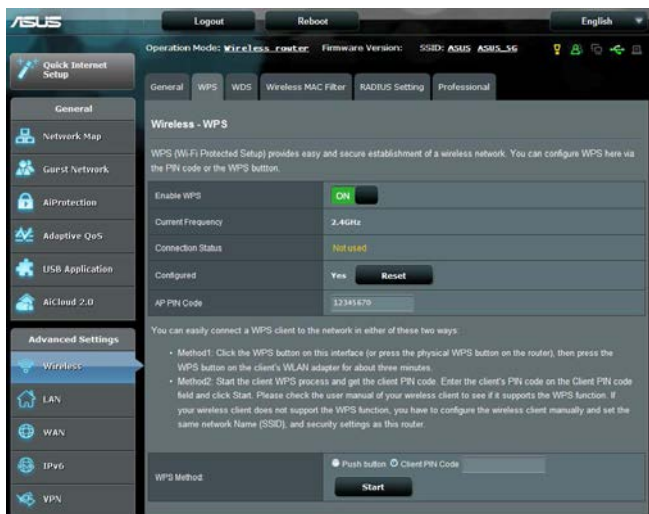 ASUS
Logout
Reboot
English
Operation Mode: Wireless router Firmware Version: SSID: ASUS ASUS_5G
Quick Internet
Setup
General
Network Map
Guest Network
AiProtection
Adaptive QoS
USB Application
AiCloud 2.0
Advanced Settings
Wireless
LAN
WAN
IPv6
VPN
General WPS WDS Wireless MAC Filter RADIUS Setting Professional
Wireless - WPS
WPS (Wi-Fi Protected Setup) provides easy and secure establishment of a wireless network. You can configure WPS here via
the PIN code or the WPS buttton.
Enable WPS ON
Current Frequency 2.4GHz
Connection Status Not used
Configured Yes Reset
AP PIN Code 12345670
You can easily connect a WPS client to the network in either of these two ways:
• Method1: Click the WPS button on this interface (or press the physical WPS button on the router), then press the
WPS button on the client's WLAN adapter for about three minutes.
• Method2: Start the client WPS process and get the client PIN code. Enter the client's PIN code on the Client PIN code
field and click Start. Please check the user manual of your wireless client to see if it supports the WPS function. If
your wireless client does not support the WPS function, you have to configure the wireless client manually and set the
same network Name (SSID), and security settings as this router.
WPS Method: Push button Client PIN Code
Start